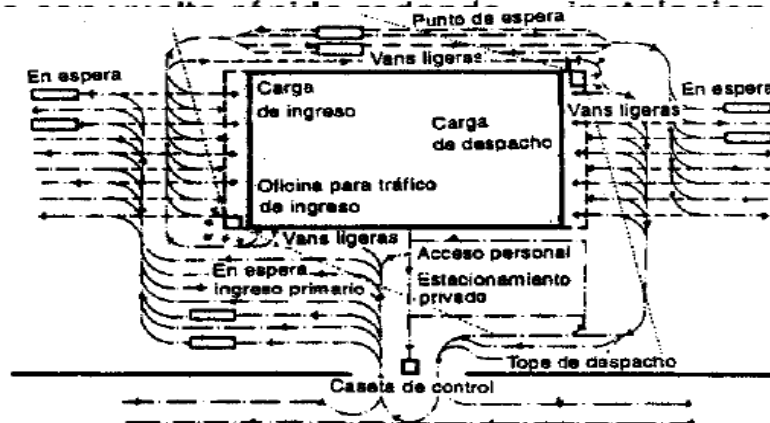 Punto de espera
Vans ligeras
En espera
En espera
Carga
de ingreso
Vans ligeras
Carga
de despacho
Oficina para tráfico
de ingreso
Vans ligeras
Acceso personal
En espera
ingreso primario
Estacionamiento
privado
Tope de despacho
Caseta de control